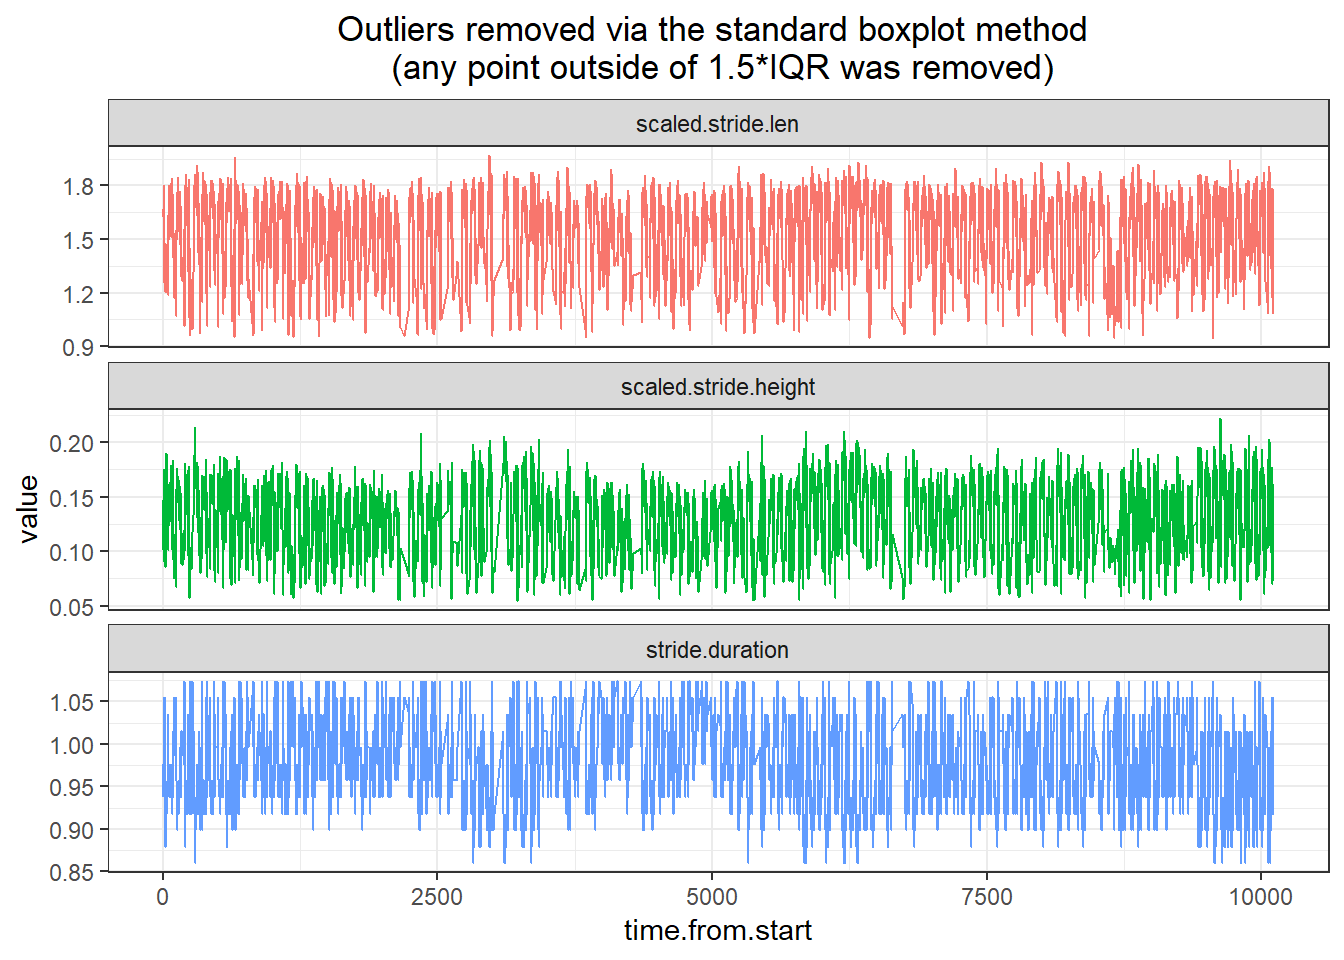 Outliers removed via the standard boxplot method
(any point outside of 1.5*IQR was removed)
scaled.stride.len
1.8
1.5
1.2
0.9
scaled.stride.height
0.20
0.15
0.10
0.05
value
stride.duration
1.05
1.00
0.95
0.90
0.85
0 2500 5000 7500 10000
time.from.start